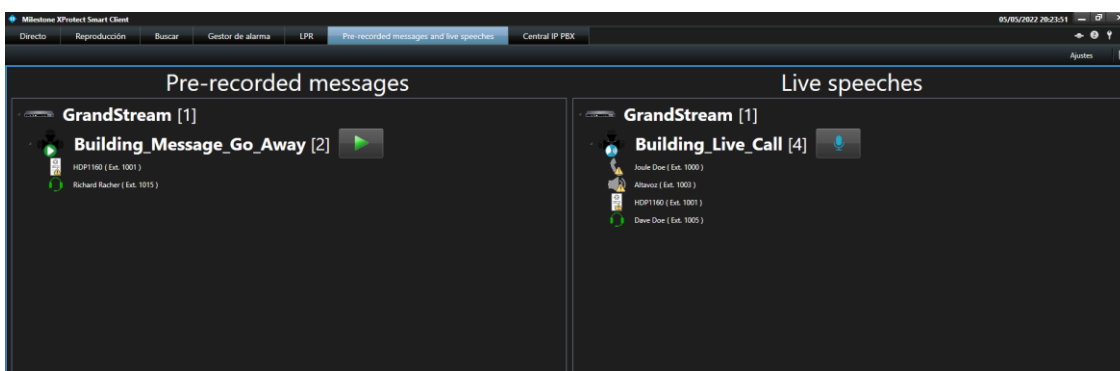 Milestone XProtect Smart Client 05/05/2022 20:23:51
Directo Reproducción Buscar Gestor de alarma LPR Pre-recorded messages and live speeches Central IP PBX
Ajustes
Pre-recorded messages
GrandStream [1]
Building_Message_Go_Away [2]
HDP1160 ( Ext. 1001 )
Richard Racher ( Ext. 1015 )
Live speeches
GrandStream [1]
Building_Live_Call [4]
Joule Doe ( Ext. 1000 )
Altavoz ( Ext. 1003 )
HDP1160 ( Ext. 1001 )
Dave Doe ( Ext. 1005 )